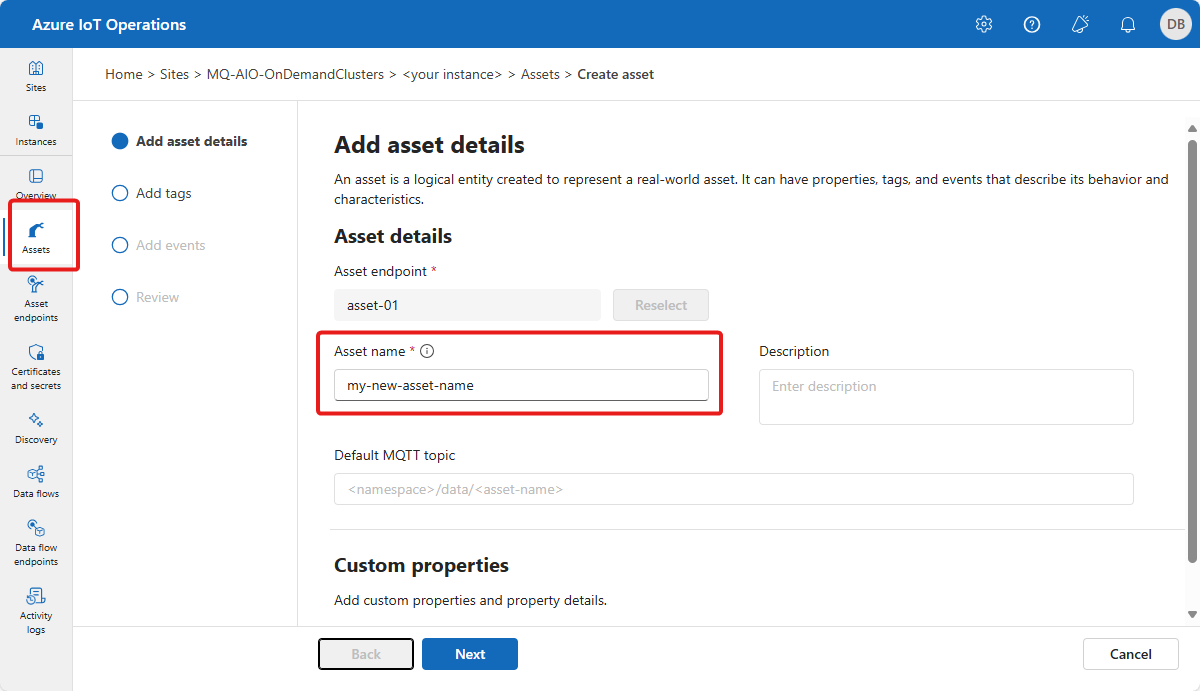 Azure IoT Operations
DB
Home > Sites > MQ-AIO-OnDemandClusters > <your instance> > Assets > Create asset
Sites
Instances
Overview
Assets
Asset
endpoints
Certificates
and secrets
Discovery
Data flows
Data flow
endpoints
Activity
logs
Add asset details
Add tags
Add events
Review
Add asset details
An asset is a logical entity created to represent a real-world asset. It can have properties, tags, and events that describe its behavior and
characteristics.
Asset details
Asset endpoint *
asset-01
Reselect
Asset name *
my-new-asset-name
Description
Enter description
Default MQTT topic
<namespace>/data/<asset-name>
Custom properties
Add custom properties and property details.
Back
Next
Cancel